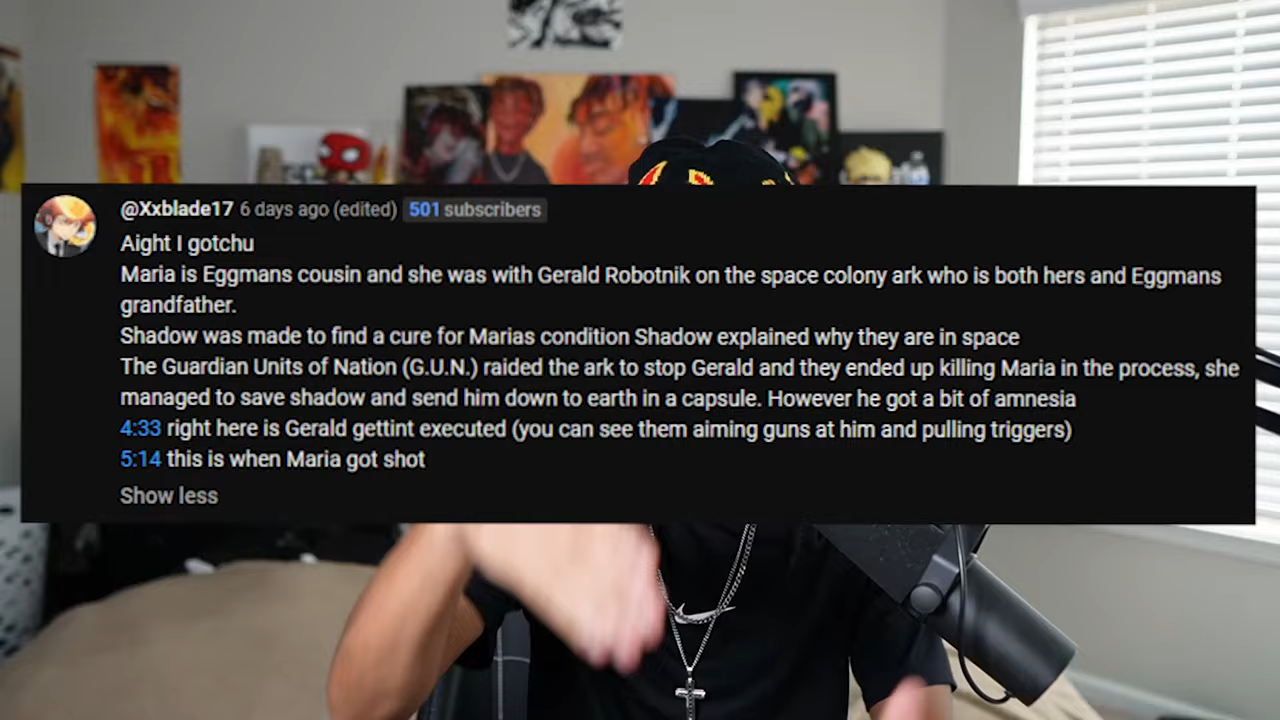 @Xxblade17 6 days ago (edited) 501 subscribers
Aight I gotchu
Maria is Eggmans cousin and she was with Gerald Robotnik on the space colony ark who is both hers and Eggmans
grandfather.
Shadow was made to find a cure for Marias condition Shadow explained why they are in space
The Guardian Units of Nation (G.U.N.) raided the ark to stop Gerald and they ended up killing Maria in the process, she
managed to save shadow and send him down to earth in a capsule. However he got a bit of amnesia
4:33 right here is Gerald gettint executed (you can see them aiming guns at him and pulling triggers)
5:14 this is when Maria got shot
Show less